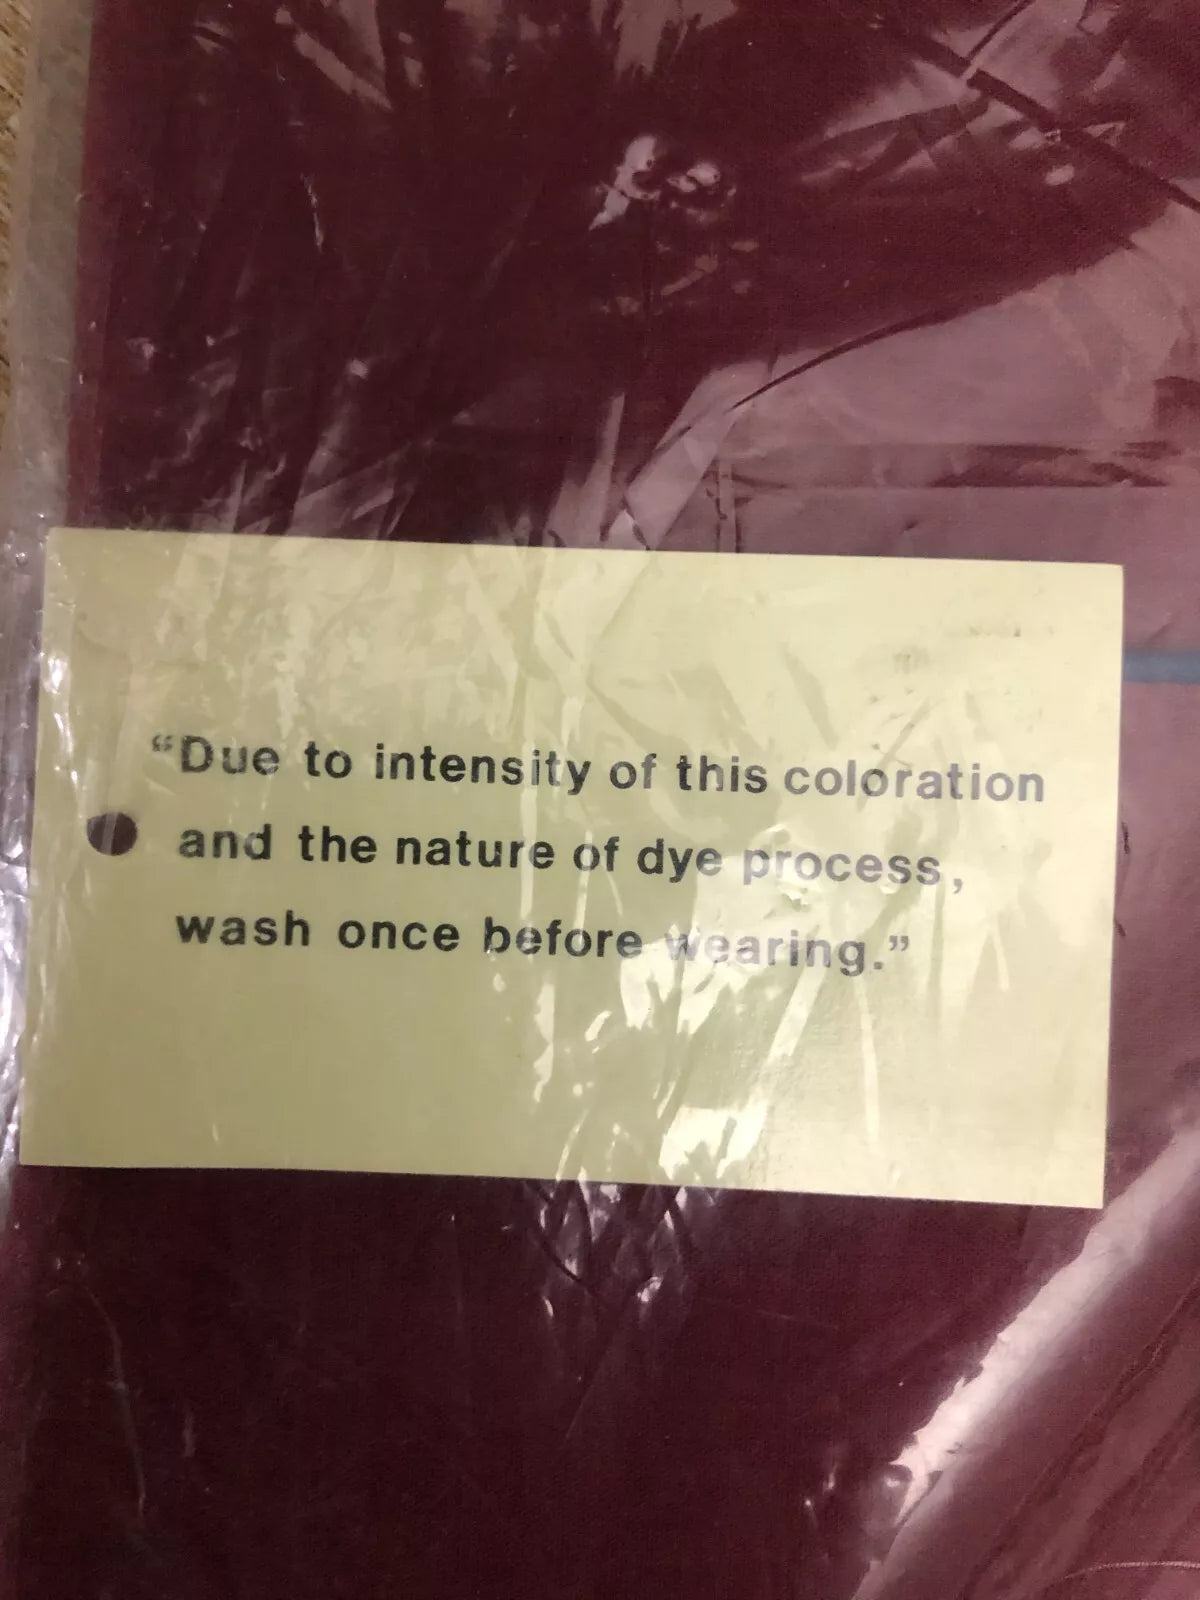 “Due to intensity of this coloration
and the nature of dye process,
wash once before wearing.”